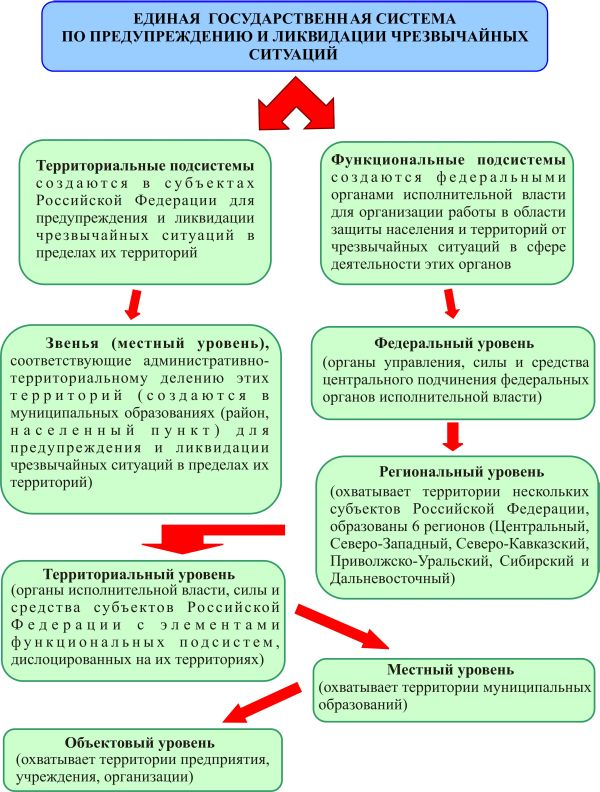 ЕДИНАЯ ГОСУДАРСТВЕННАЯ СИСТЕМА
ПО ПРЕДУПРЕЖДЕНИЮ И ЛИКВИДАЦИИ ЧРЕЗВЫЧАЙНЫХ
СИТУАЦИЙ
Территориальные подсистемы
создаются в субъектах
Российской Федерации для
предупреждения и ликвидации
чрезвычайных ситуаций в
пределах их территорий
Функциональные подсистемы
создаются федеральными
органами исполнительной власти
для организации работы в области
защиты населения и территорий от
чрезвычайных ситуаций в сфере
деятельности этих органов
Звенья (местный уровень),
соответствующие административно-
территориальному делению этих
территорий (создаются в
муниципальных образованиях (район,
населенный пункт) для
предупреждения и ликвидации
чрезвычайных ситуаций в пределах их
территорий)
Федеральный уровень
(органы управления, силы и средства
центрального подчинения федеральных
органов исполнительной власти)
Региональный уровень
(охватывает территории нескольких
субъектов Российской Федерации,
образованы 6 регионов (Центральный,
Северо-Западный, Северо-Кавказский,
Приволжско-Уральский, Сибирский и
Дальневосточный)
Территориальный уровень
(органы исполнительной власти, силы и
средства субъектов Российской
Федерации с элементами
функциональных подсистем,
дислоцированных на их территориях)
Местный уровень
(охватывает территории муниципальных
образований)
Объектовый уровень
(охватывает территории предприятия,
учреждения, организации)